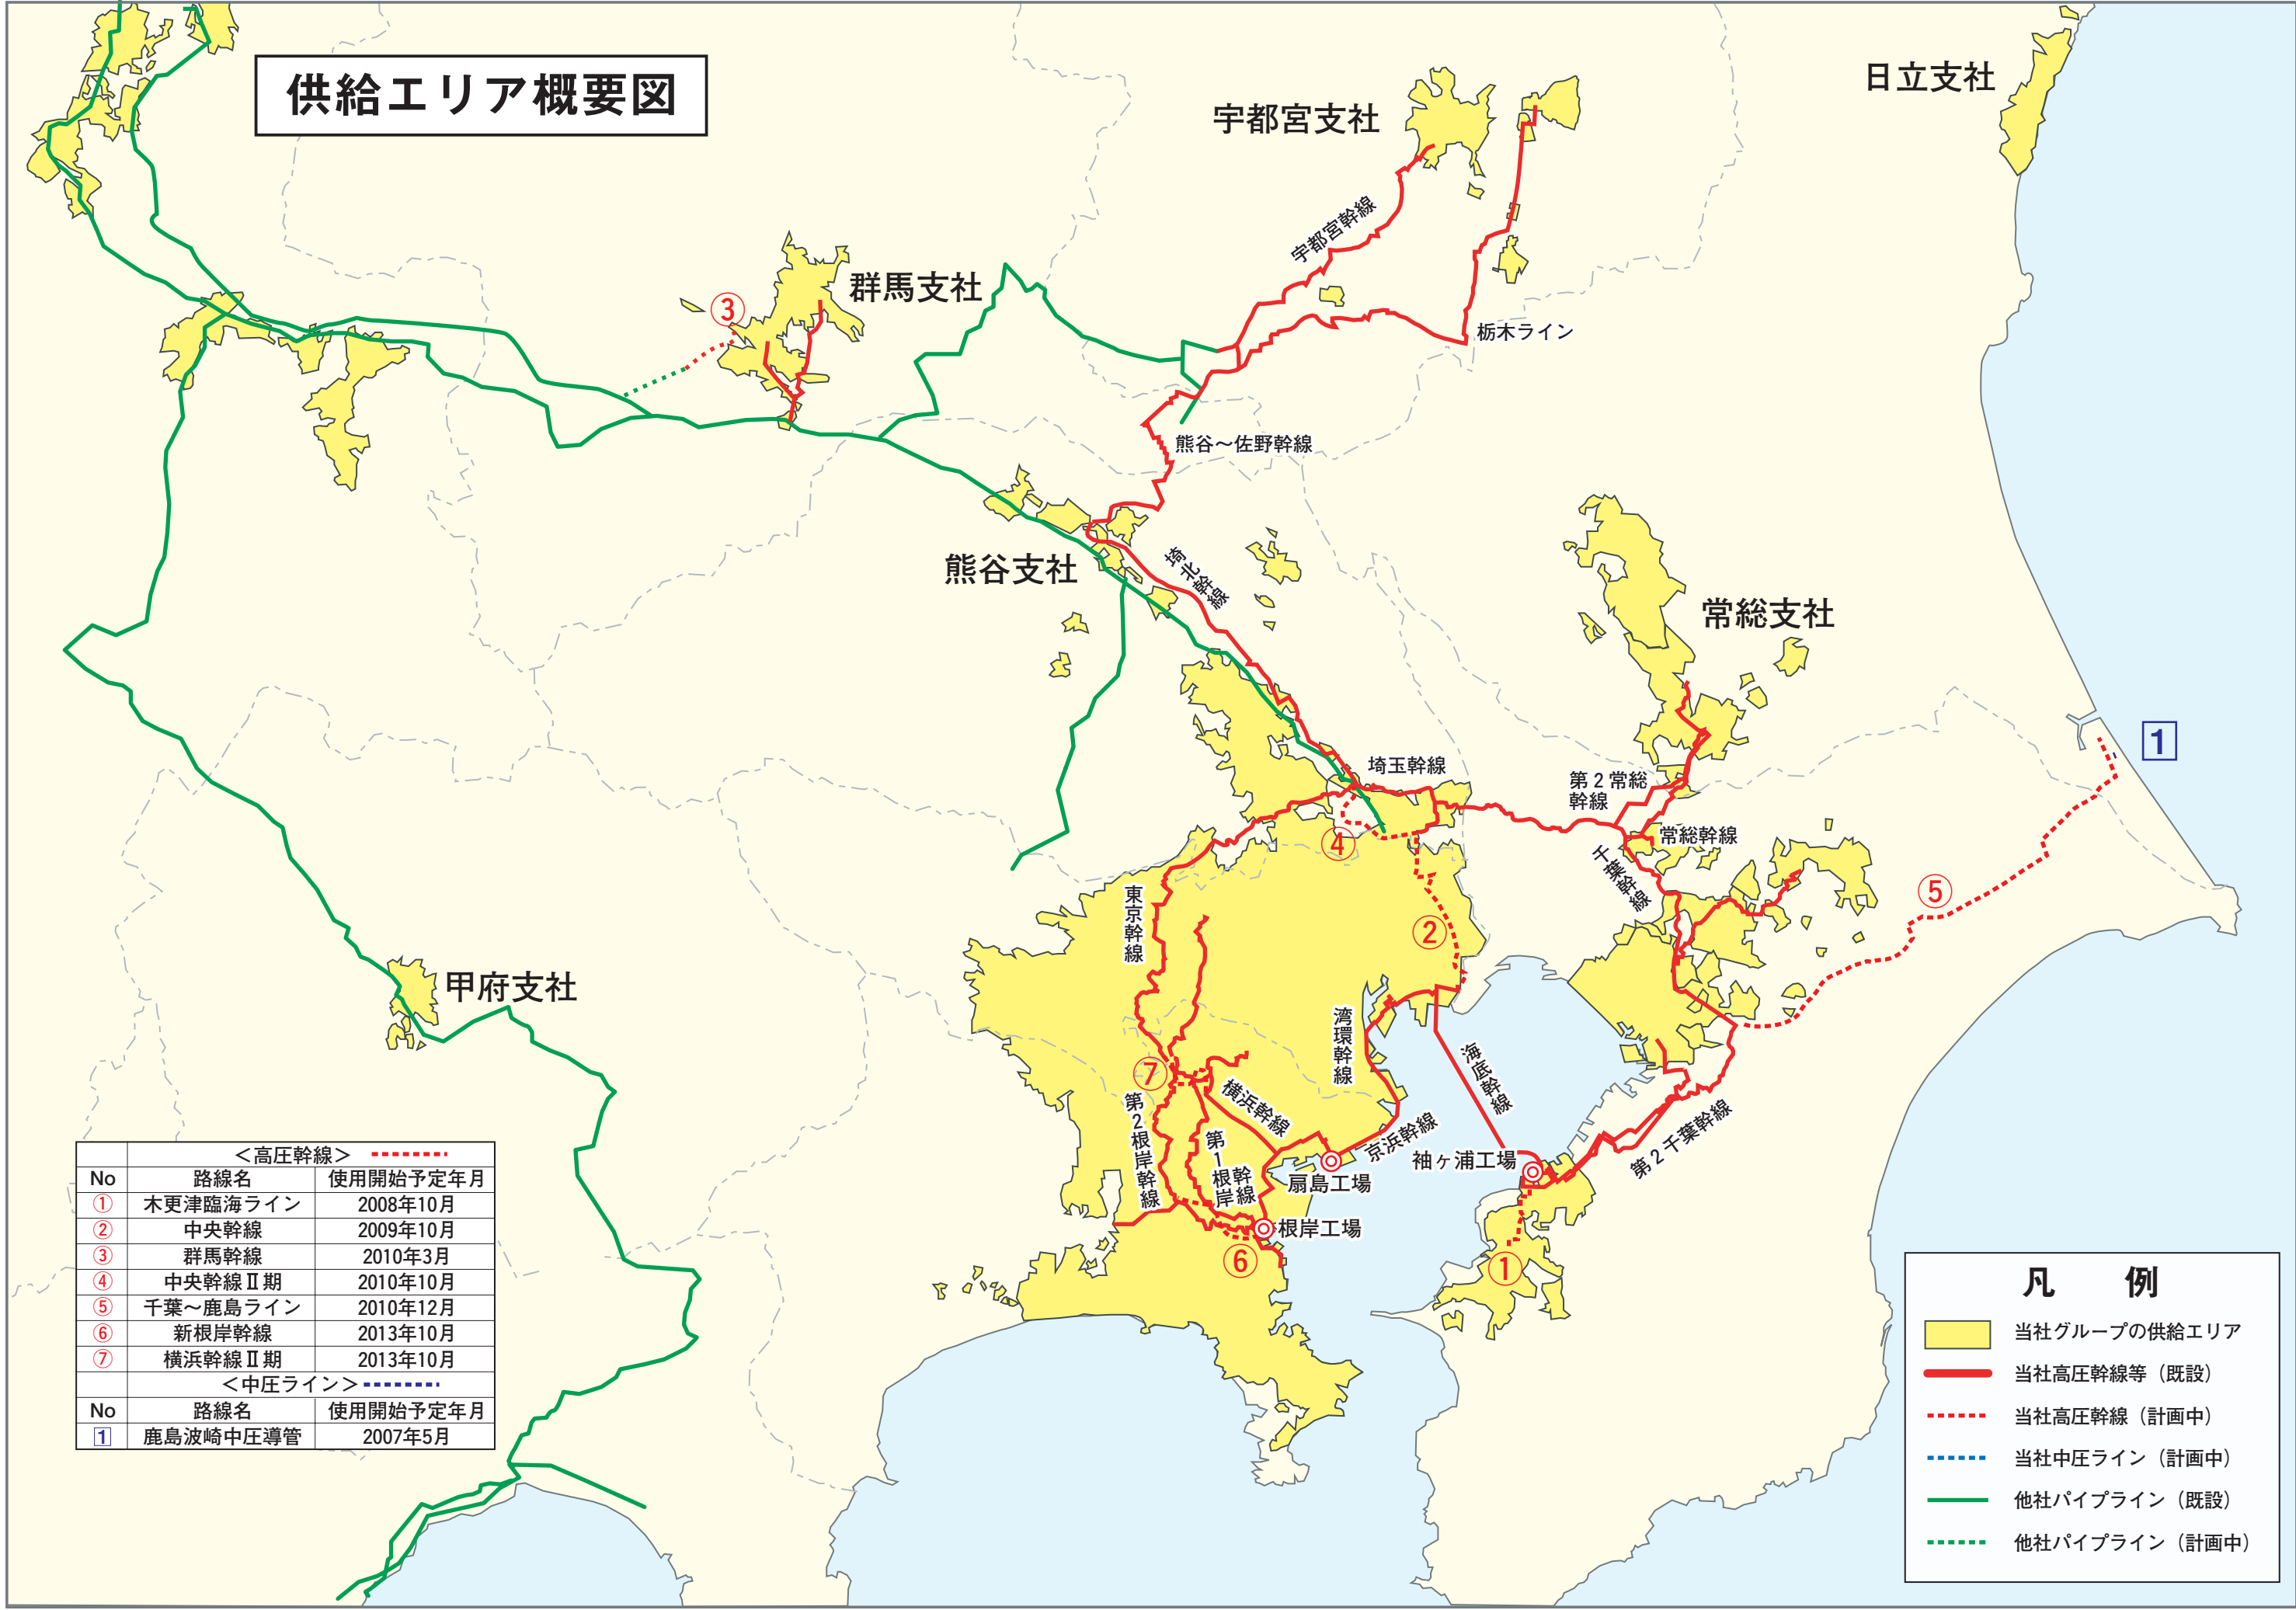 供給エリア概要図
日立支社
宇都宮支社
宇都宮幹線
群馬支社
③
栃木ライン
熊谷～佐野幹線
熊谷支社
埼北幹線
常総支社
1
埼玉幹線
第2常総
幹線
常総幹線
④
千葉幹線
⑤
東京幹線
②
甲府支社
湾環幹線
海底幹線
⑦
横浜幹線
第2根岸幹線
第1根岸
幹線
京浜幹線
第2千葉幹線
袖ヶ浦工場
扇島工場
根岸工場
⑥
①
＜高圧幹線＞
No 路線名 使用開始予定年月
① 木更津臨海ライン 2008年10月
② 中央幹線 2009年10月
③ 群馬幹線 2010年3月
④ 中央幹線Ⅱ期 2010年10月
⑤ 千葉～鹿島ライン 2010年12月
⑥ 新根岸幹線 2013年10月
⑦ 横浜幹線Ⅱ期 2013年10月
＜中圧ライン＞
No 路線名 使用開始予定年月
1 鹿島波崎中圧導管 2007年5月
凡 例
当社グループの供給エリア
当社高圧幹線等（既設）
当社高圧幹線（計画中）
当社中圧ライン（計画中）
他社パイプライン（既設）
他社パイプライン（計画中）